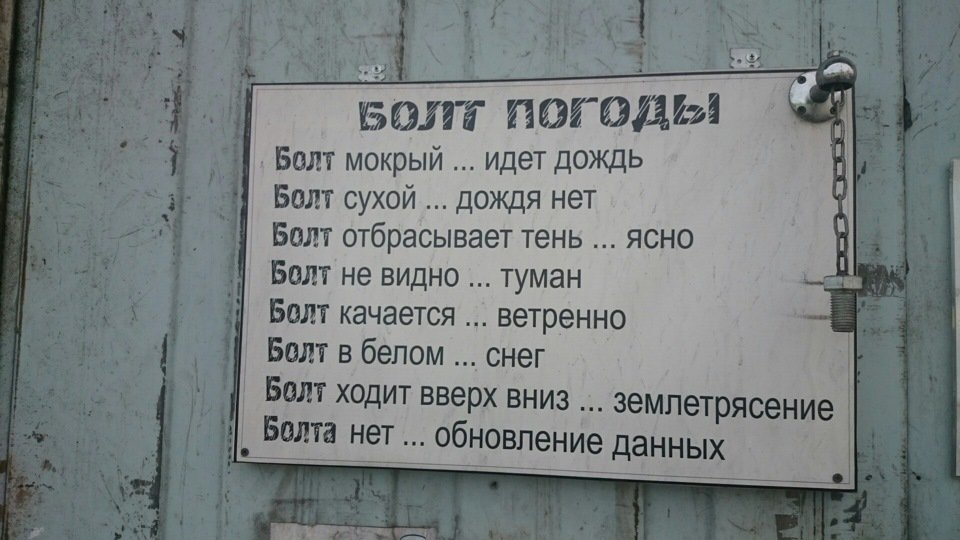 БОЛТ ПОГОДЫ
Болт мокрый ... идет дождь
Болт сухой ... дождя нет
Болт отбрасывает тень ... ясно
Болт не видно ... туман
Болт качается ... ветренно
Болт в белом ... снег
Болт ходит вверх вниз ... землетрясение
Болта нет ... обновление данных